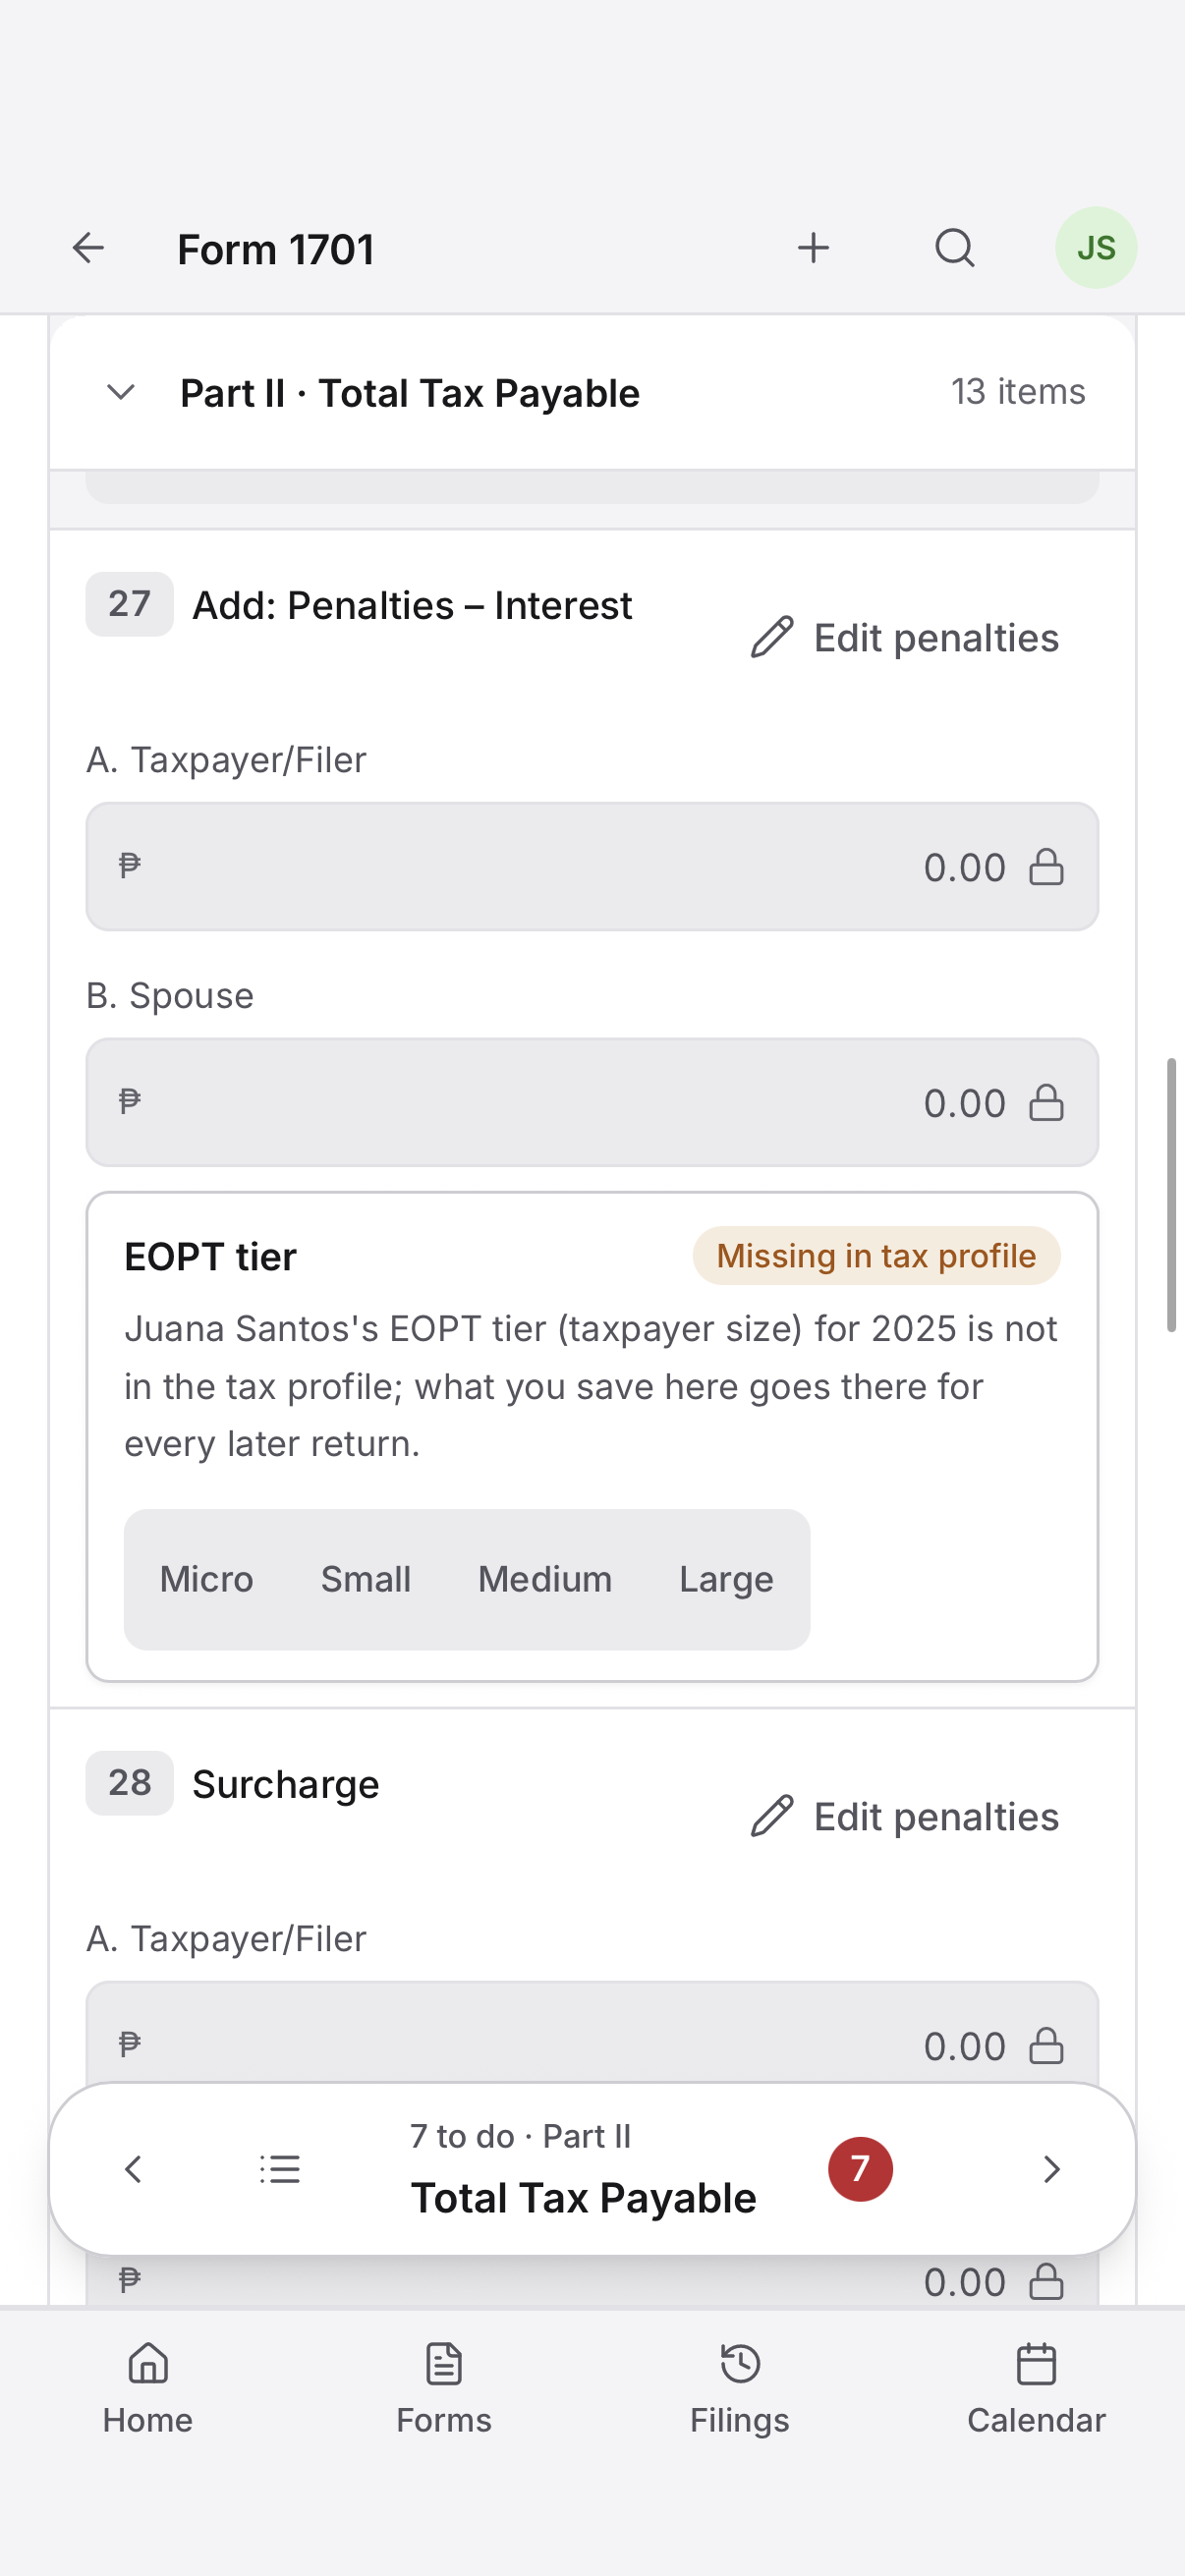 Form 1701
JS
Part II · Total Tax Payable
13 items
27 Add: Penalties – Interest
Edit penalties
A. Taxpayer/Filer
₱ 0.00
B. Spouse
₱ 0.00
EOPT tier
Missing in tax profile
Juana Santos's EOPT tier (taxpayer size) for 2025 is not
in the tax profile; what you save here goes there for
every later return.
Micro Small Medium Large
28 Surcharge
Edit penalties
A. Taxpayer/Filer
₱ 0.00
7 to do · Part II
Total Tax Payable
7
₱ 0.00
Home Forms Filings Calendar